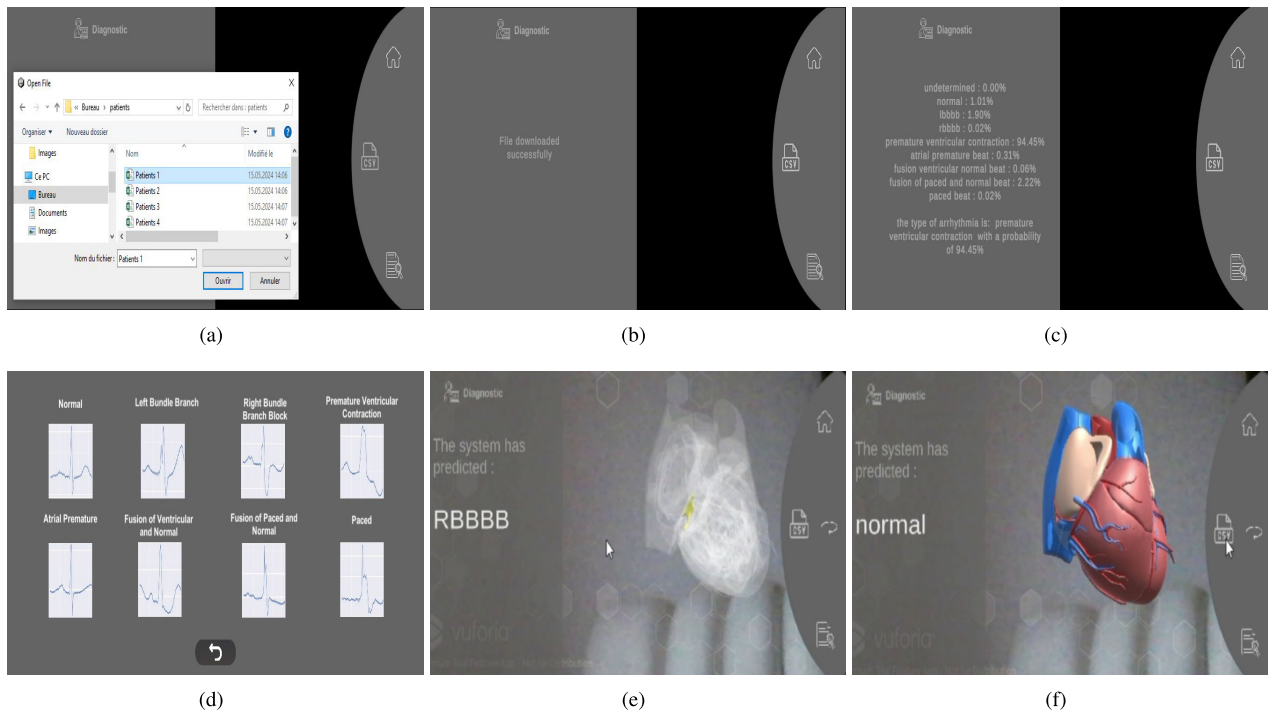 Diagnostic
Open File
« Bureau › patients
Rechercher dans : patients
Organiser
Nouveau dossier
Images
Ce PC
Bureau
Documents
Images
Nom
Modifié le
Patients 1
15.05.2024 14:06
Patients 2
15.05.2024 14:06
Patients 3
15.05.2024 14:07
Patients 4
15.05.2024 14:07
Nom du fichier :
Patients 1
Ouvrir
Annuler
CSV
(a)
Diagnostic
File downloaded
successfully
CSV
(b)
Diagnostic
undetermined : 0.00%
normal : 1.01%
lbbbb : 1.90%
rbbbb : 0.02%
premature ventricular contraction : 94.45%
atrial premature beat : 0.31%
fusion ventricular normal beat : 0.06%
fusion of paced and normal beat : 2.22%
paced beat : 0.02%
the type of arrhythmia is: premature
ventricular contraction with a probability
of 94.45%
CSV
(c)
Normal
Left Bundle Branch
Right Bundle
Branch Block
Premature Ventricular
Contraction
Atrial Premature
Fusion of Ventricular
and Normal
Fusion of Paced and
Normal
Paced
(d)
Diagnostic
The system has
predicted :
RBBBB
CSV
vuforia
(e)
Diagnostic
The system has
predicted :
normal
CSV
vuforia
(f)